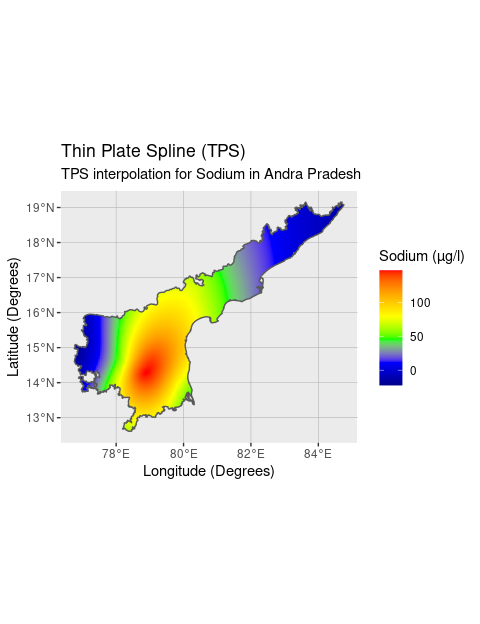 Thin Plate Spline (TPS)
TPS interpolation for Sodium in Andra Pradesh
19°N
18°N
17°N
16°N
15°N
14°N
13°N
Latitude (Degrees)
78°E 80°E 82°E 84°E
Longitude (Degrees)
Sodium (μg/l)
100
50
0